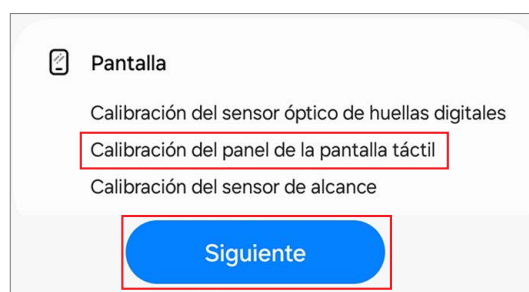 Pantalla
Calibración del sensor óptico de huellas digitales
Calibración del panel de la pantalla táctil
Calibración del sensor de alcance
Siguiente